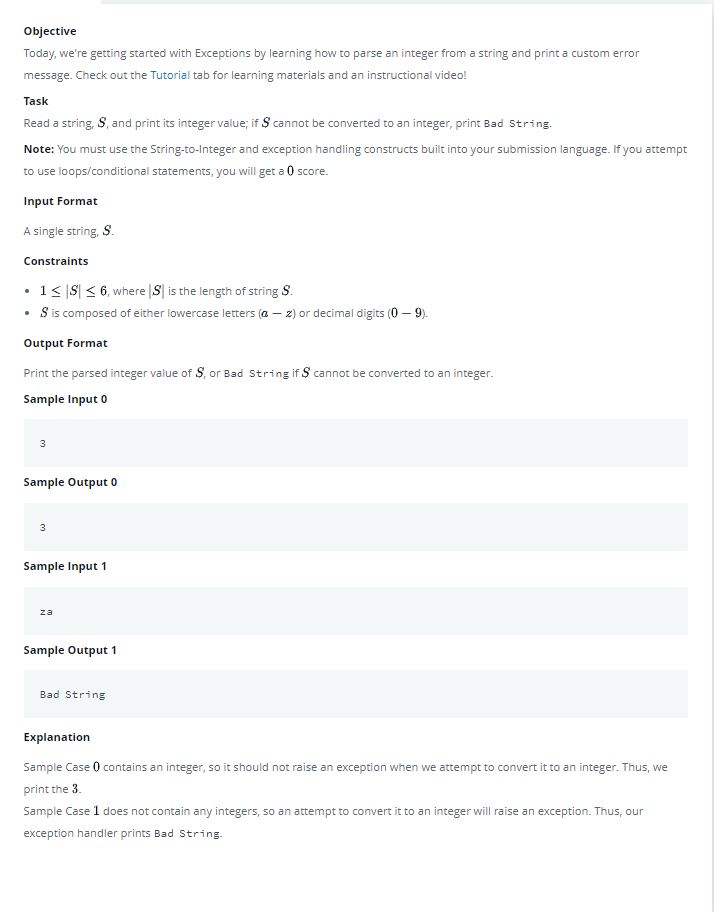 Objective
Today, we're getting started with Exceptions by learning how to parse an integer from a string and print a custom error
message. Check out the Tutorial tab for learning materials and an instructional video!
Task
Read a string, S, and print its integer value; if S cannot be converted to an integer, print Bad String.
Note: You must use the String-to-Integer and exception handling constructs built into your submission language. If you attempt
to use loops/conditional statements, you will get a 0 score.
Input Format
A single string, S.
Constraints
• 1 ≤ |S| ≤ 6, where |S| is the length of string S.
• S is composed of either lowercase letters (a − z) or decimal digits (0 − 9).
Output Format
Print the parsed integer value of S, or Bad String if S cannot be converted to an integer.
Sample Input 0
3
Sample Output 0
3
Sample Input 1
za
Sample Output 1
Bad String
Explanation
Sample Case 0 contains an integer, so it should not raise an exception when we attempt to convert it to an integer. Thus, we
print the 3.
Sample Case 1 does not contain any integers, so an attempt to convert it to an integer will raise an exception. Thus, our
exception handler prints Bad String.